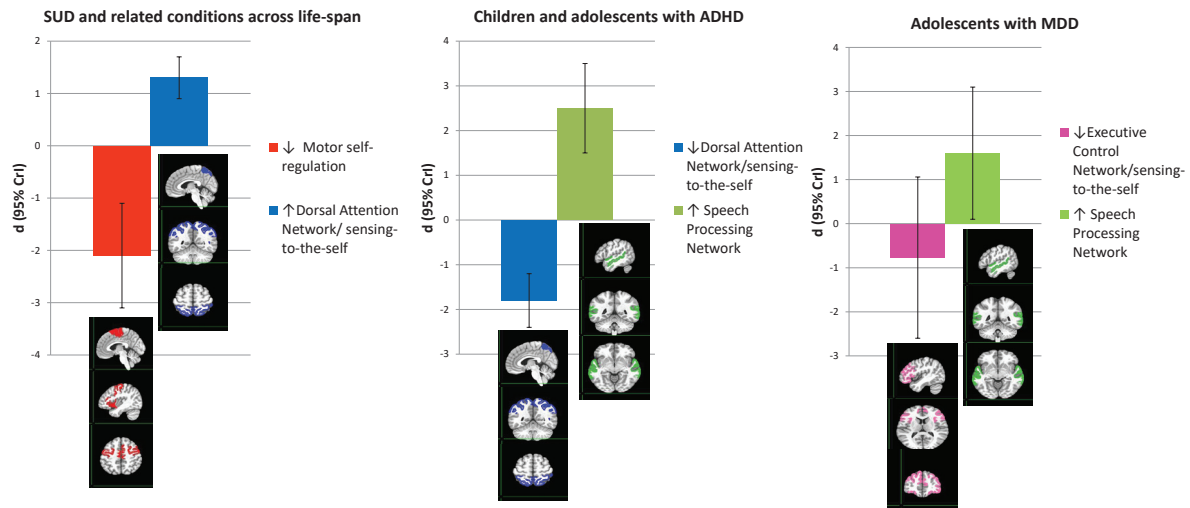 SUD and related conditions across life-span
d (95% CrI)
2
1
0
-1
-2
-3
-4
↓ Motor self-
regulation
↑Dorsal Attention
Network/ sensing-
to-the-self
Children and adolescents with ADHD
d (95% CrI)
4
3
2
1
0
-1
-2
-3
↓Dorsal Attention
Network/sensing-
to-the-self
↑ Speech
Processing
Network
Adolescents with MDD
d (95% CrI)
4
3
2
1
0
-1
-2
-3
↓Executive
Control
Network/sensing-
to-the-self
↑ Speech
Processing
Network